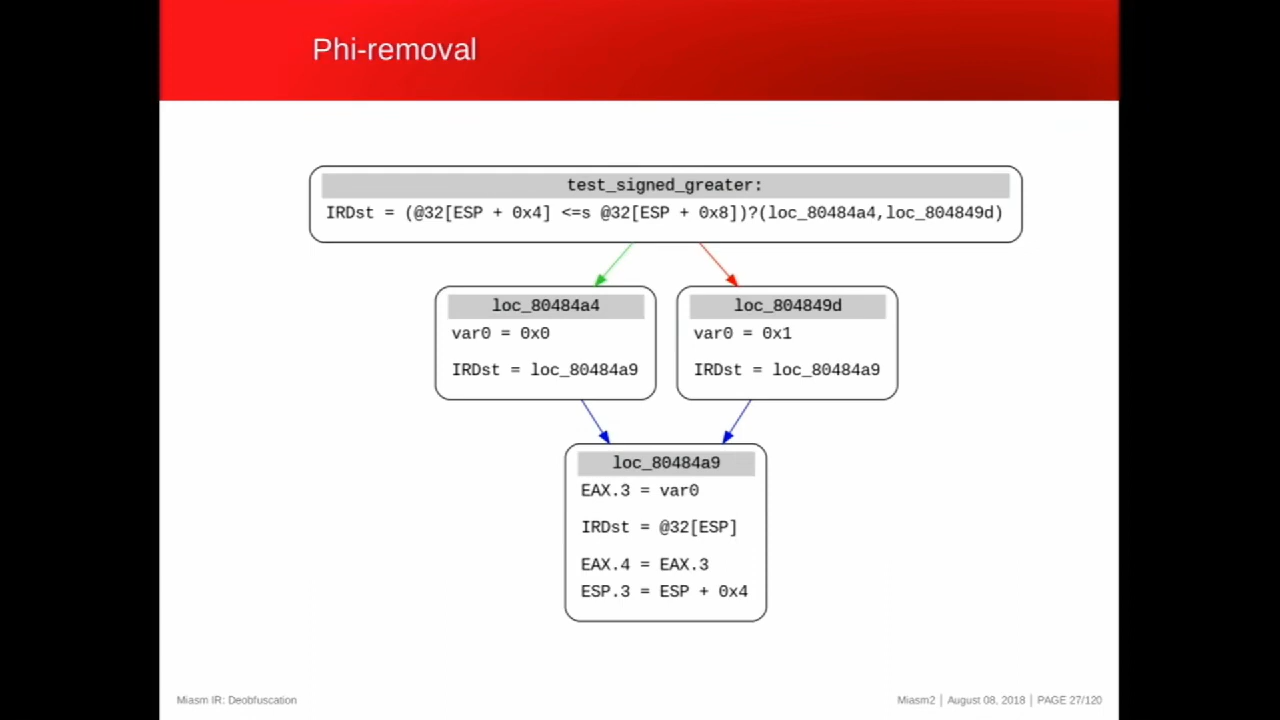 Phi-removal
test_signed_greater:
IRDst = (@32[ESP + 0x4] <=s @32[ESP + 0x8])?(loc_80484a4,loc_804849d)
loc_80484a4
var0 = 0x0
IRDst = loc_80484a9
loc_804849d
var0 = 0x1
IRDst = loc_80484a9
loc_80484a9
EAX.3 = var0
IRDst = @32[ESP]
EAX.4 = EAX.3
ESP.3 = ESP + 0x4
Miasm IR: Deobfuscation
Miasm2 | August 08, 2018 | PAGE 27/120